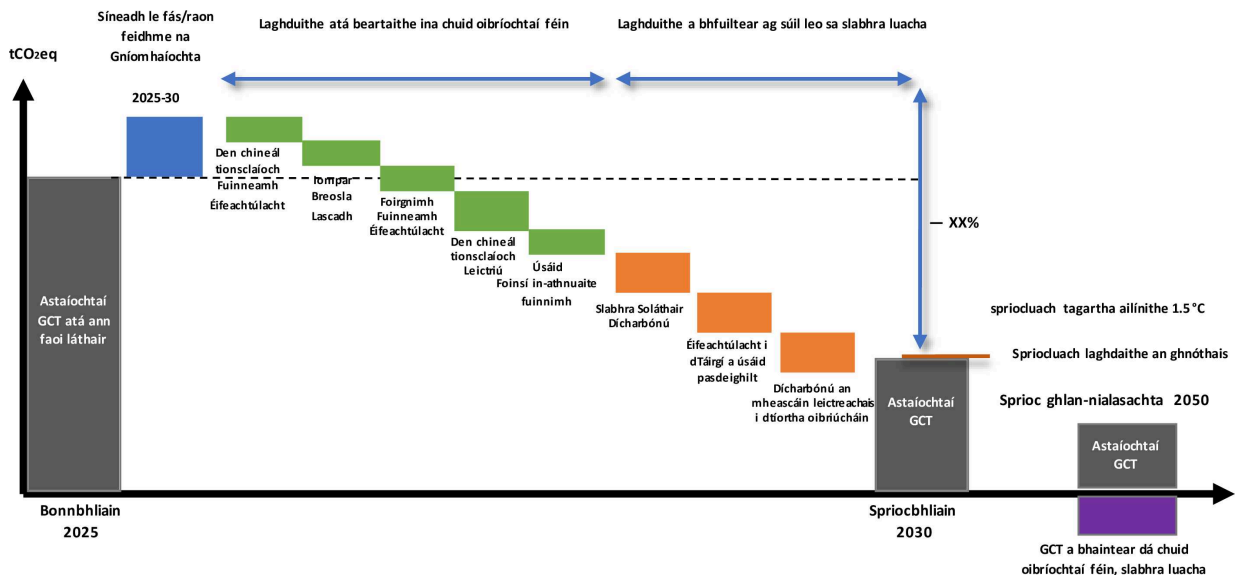 Síneadh le fás/raon
feidhme na
Gníomhaíochta
Laghduithe atá beartaithe ina chuid oibríochtaí féin
Laghduithe a bhfuiltear ag súil leo sa slabhra luacha
tCO₂eq
2025-30
Den chineál
tionsclaíoch
Fuinneamh
Éifeachtúlacht
Iompar
Breosla
Lascadh
Foirgnimh
Fuinneamh
Éifeachtúlacht
Den chineál
tionsclaíoch
Leictriú
Úsáid
Foinsí in-athnuaite
fuinnimh
Slabhra Soláthair
Dícharbónú
Éifeachtúlacht i
dTáirgí a úsáid
pasdeighilt
Dícharbónú an
mheascáin leictreachais
i dtíortha oibriúcháin
— XX%
Astaíochtaí
GCT atá ann
faoi láthair
spriocluach tagartha ailínithe 1.5°C
Spriocluach laghdaithe an ghnóthais
Astaíochtaí
GCT
Sprioc ghlan-nialasachta 2050
Astaíochtaí
GCT
Bonnbhliain
2025
Spriocbhliain
2030
GCT a bhaintear dá chuid
oibríochtaí féin, slabhra luacha